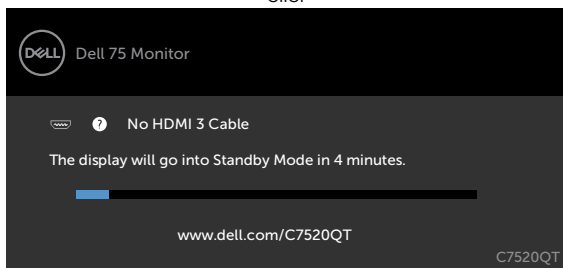 DELL
Dell 75 Monitor
? No HDMI 3 Cable
The display will go into Standby Mode in 4 minutes.
www.dell.com/C7520QT
C7520QT